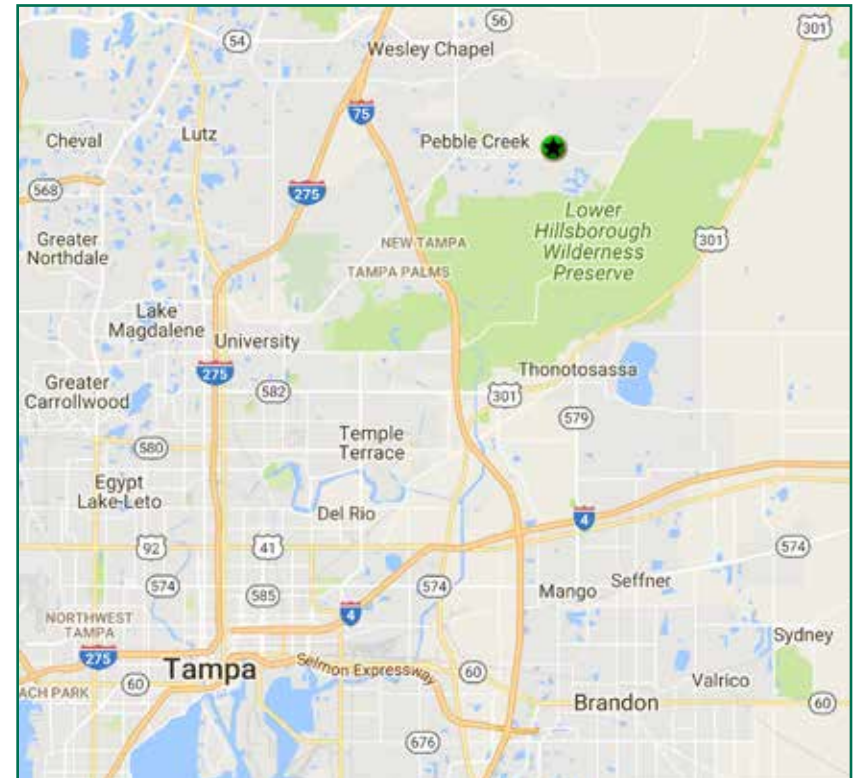 56
301
54
Wesley Chapel
75
Cheval
Lutz
Pebble Creek
568
275
Lower
Hillsborough
Wilderness
Preserve
Greater
Northdale
NEW TAMPA
301
TAMPA PALMS
Lake
Magdalene
University
275
Thonotosassa
Greater
Carrollwood
582
301
579
Temple
Terrace
580
Egypt
Lake-Leto
Del Rio
4
92
41
574
574
585
574
Mango
Seffner
4
NORTHWEST
TAMPA
Sydney
275
Tampa
Selmon Expressway
60
Valrico
ACH PARK
60
Brandon
60
676